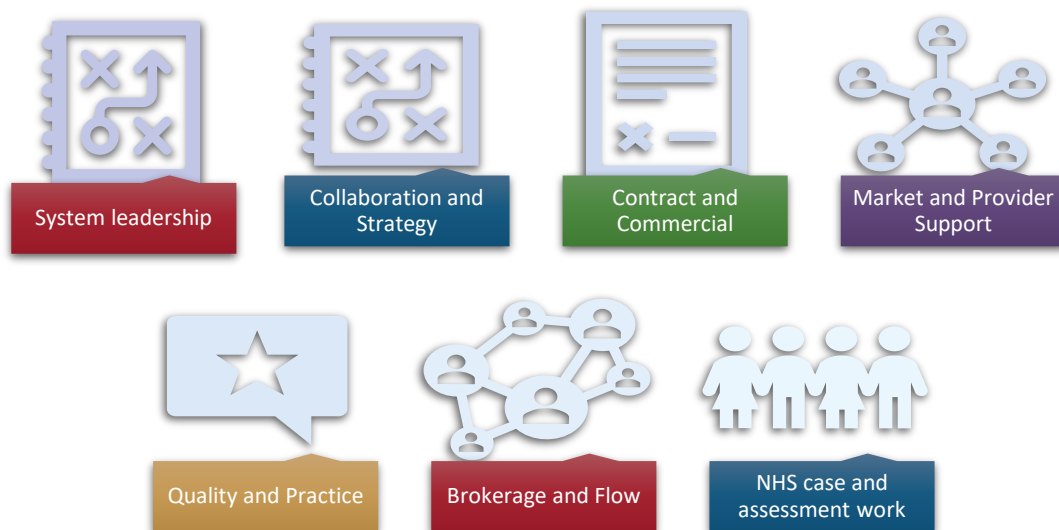 System leadership
Collaboration and
Strategy
Contract and
Commercial
Market and Provider
Support
Quality and Practice
Brokerage and Flow
NHS case and
assessment work